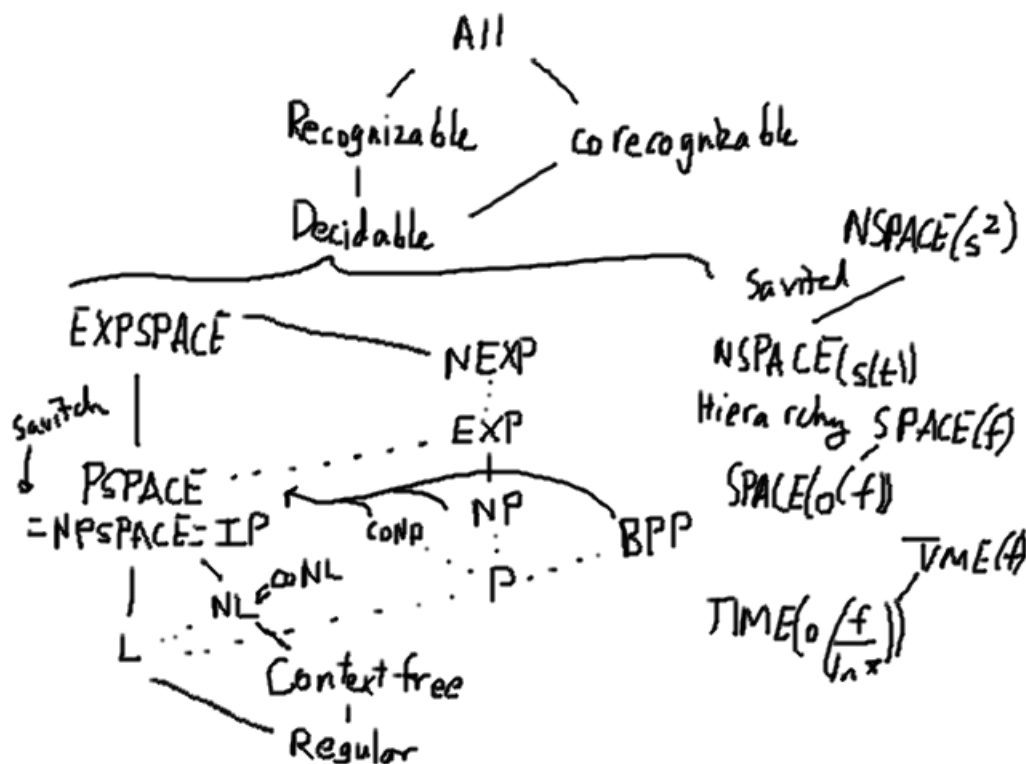 All
Recognizable
corecognizable
Decidable
NSPACE(s²)
Savitch
EXPSPACE
NEXP
NSPACE(s(t))
Savitch
EXP
Hierarchy SPACE(f)
PSPACE
SPACE(o(f))
=NPSPACE=IP
CoNP
NP
BPP
TIME(f)
P
coNL
NL
TIME(o(f/
L
Context-free
Regular